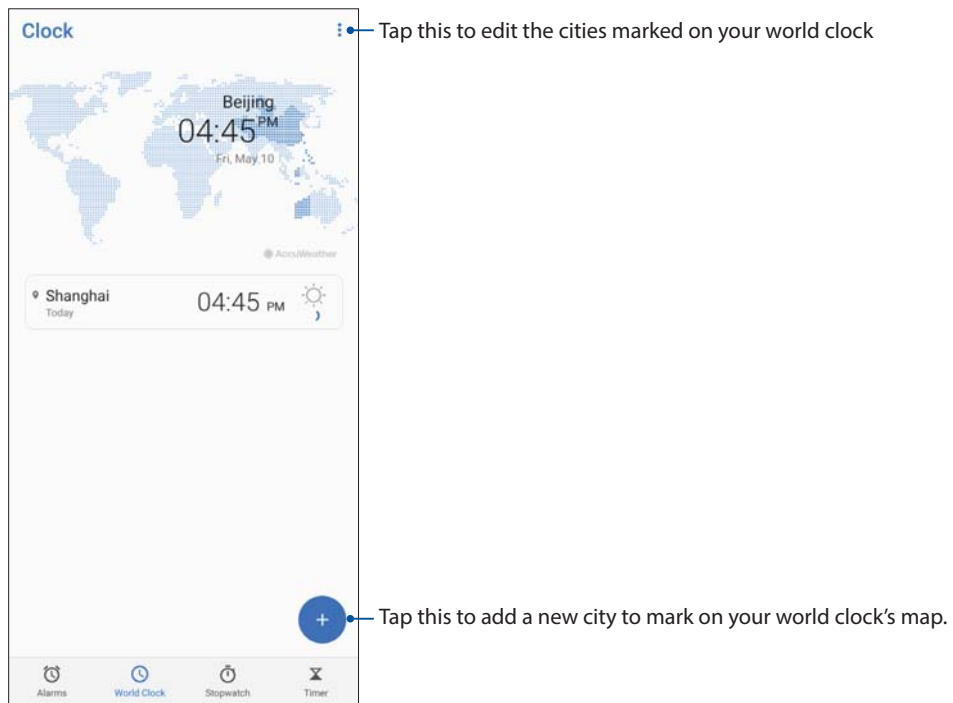 Clock
Tap this to edit the cities marked on your world clock
Beijing
04:45 PM
Fri, May 10
AccuWeather
Shanghai
Today
04:45 PM
Tap this to add a new city to mark on your world clock’s map.
Alarms
World Clock
Stopwatch
Timer